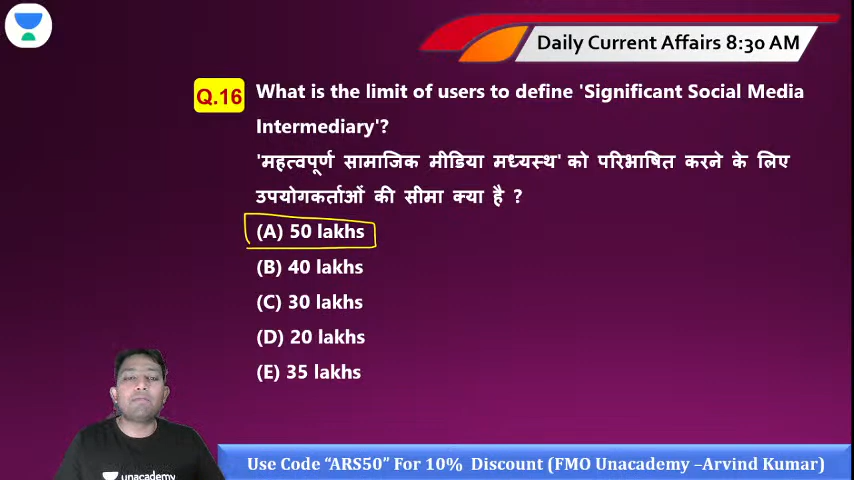 Daily Current Affairs 8:30 AM
Q.16 What is the limit of users to define 'Significant Social Media
Intermediary'?
'महत्वपूर्ण सामाजिक मीडिया मध्यस्थ' को परिभाषित करने के लिए
उपयोगकर्ताओं की सीमा क्या है ?
(A) 50 lakhs
(B) 40 lakhs
(C) 30 lakhs
(D) 20 lakhs
(E) 35 lakhs
unacademy
Use Code “ARS50” For 10% Discount (FMO Unacademy –Arvind Kumar)